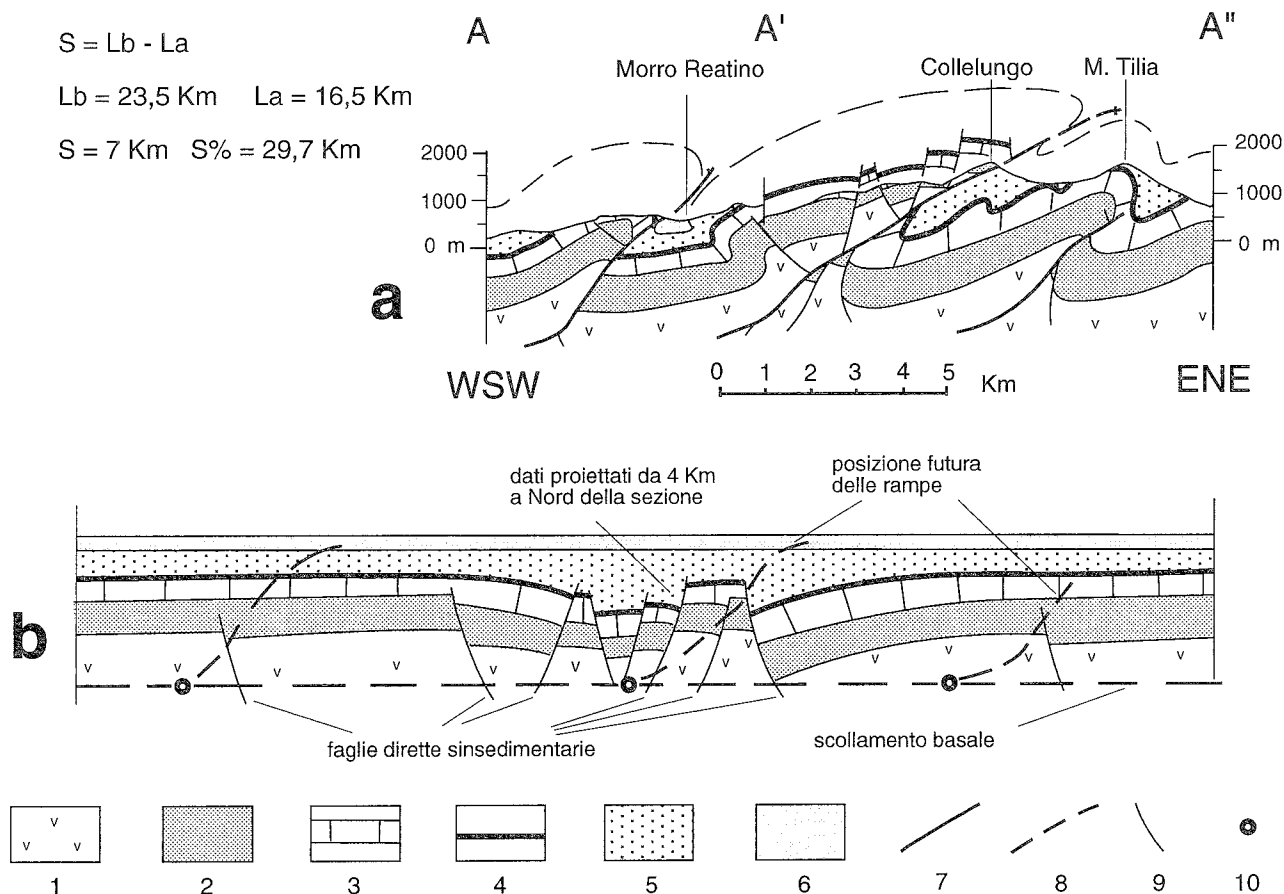 S = Lb - La
Lb = 23,5 Km La = 16,5 Km
S = 7 Km S% = 29,7 Km
A A' A"
Morro Reatino Collelungo M. Tilia
2000 2000
1000 1000
0 m 0 m
v v v v v v v v v v v v v
a
WSW ENE
0 1 2 3 4 5 Km
dati proiettati da 4 Km
a Nord della sezione
posizione futura
delle rampe
b
v v v v v v v v v v
faglie dirette sinsedimentarie
scollamento basale
v
v v
1 2 3 4 5 6 7 8 9 10